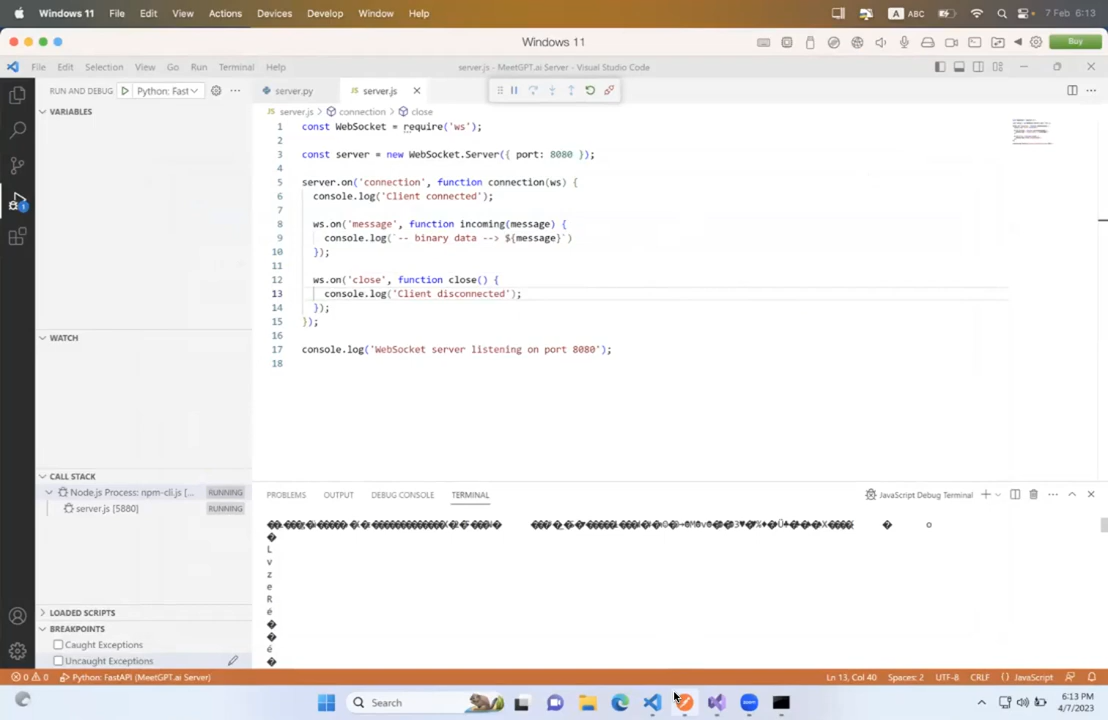 Windows 11 File Edit View Actions Devices Develop Window Help
A ABC 7 Feb 6:13
Windows 11
Buy
File Edit Selection View Go Run Terminal Help
server.js - MeetGPT.ai Server - Visual Studio Code
RUN AND DEBUG Python: Fast
server.py
server.js
VARIABLES
JS server.js > connection > close
1 const WebSocket = require('ws');
2
3 const server = new WebSocket.Server({ port: 8080 });
4
5 server.on('connection', function connection(ws) {
6 console.log('Client connected');
7
8 ws.on('message', function incoming(message) {
9 console.log(`-- binary data --> ${message}`)
10 });
11
12 ws.on('close', function close() {
13 console.log('Client disconnected');
14 });
15 });
16
17 console.log('WebSocket server listening on port 8080');
18
WATCH
CALL STACK
Node.js Process: npm-cli.js [... RUNNING
server.js [5880] RUNNING
LOADED SCRIPTS
BREAKPOINTS
Caught Exceptions
Uncaught Exceptions
PROBLEMS OUTPUT DEBUG CONSOLE TERMINAL
JavaScript Debug Terminal
o
�
L
v
z
e
R
é
�
�
é
�
0 0 Python: FastAPI (MeetGPT.ai Server)
Ln 13, Col 40 Spaces: 2 UTF-8 CRLF {} JavaScript
Search
zoom
6:13 PM
4/7/2023